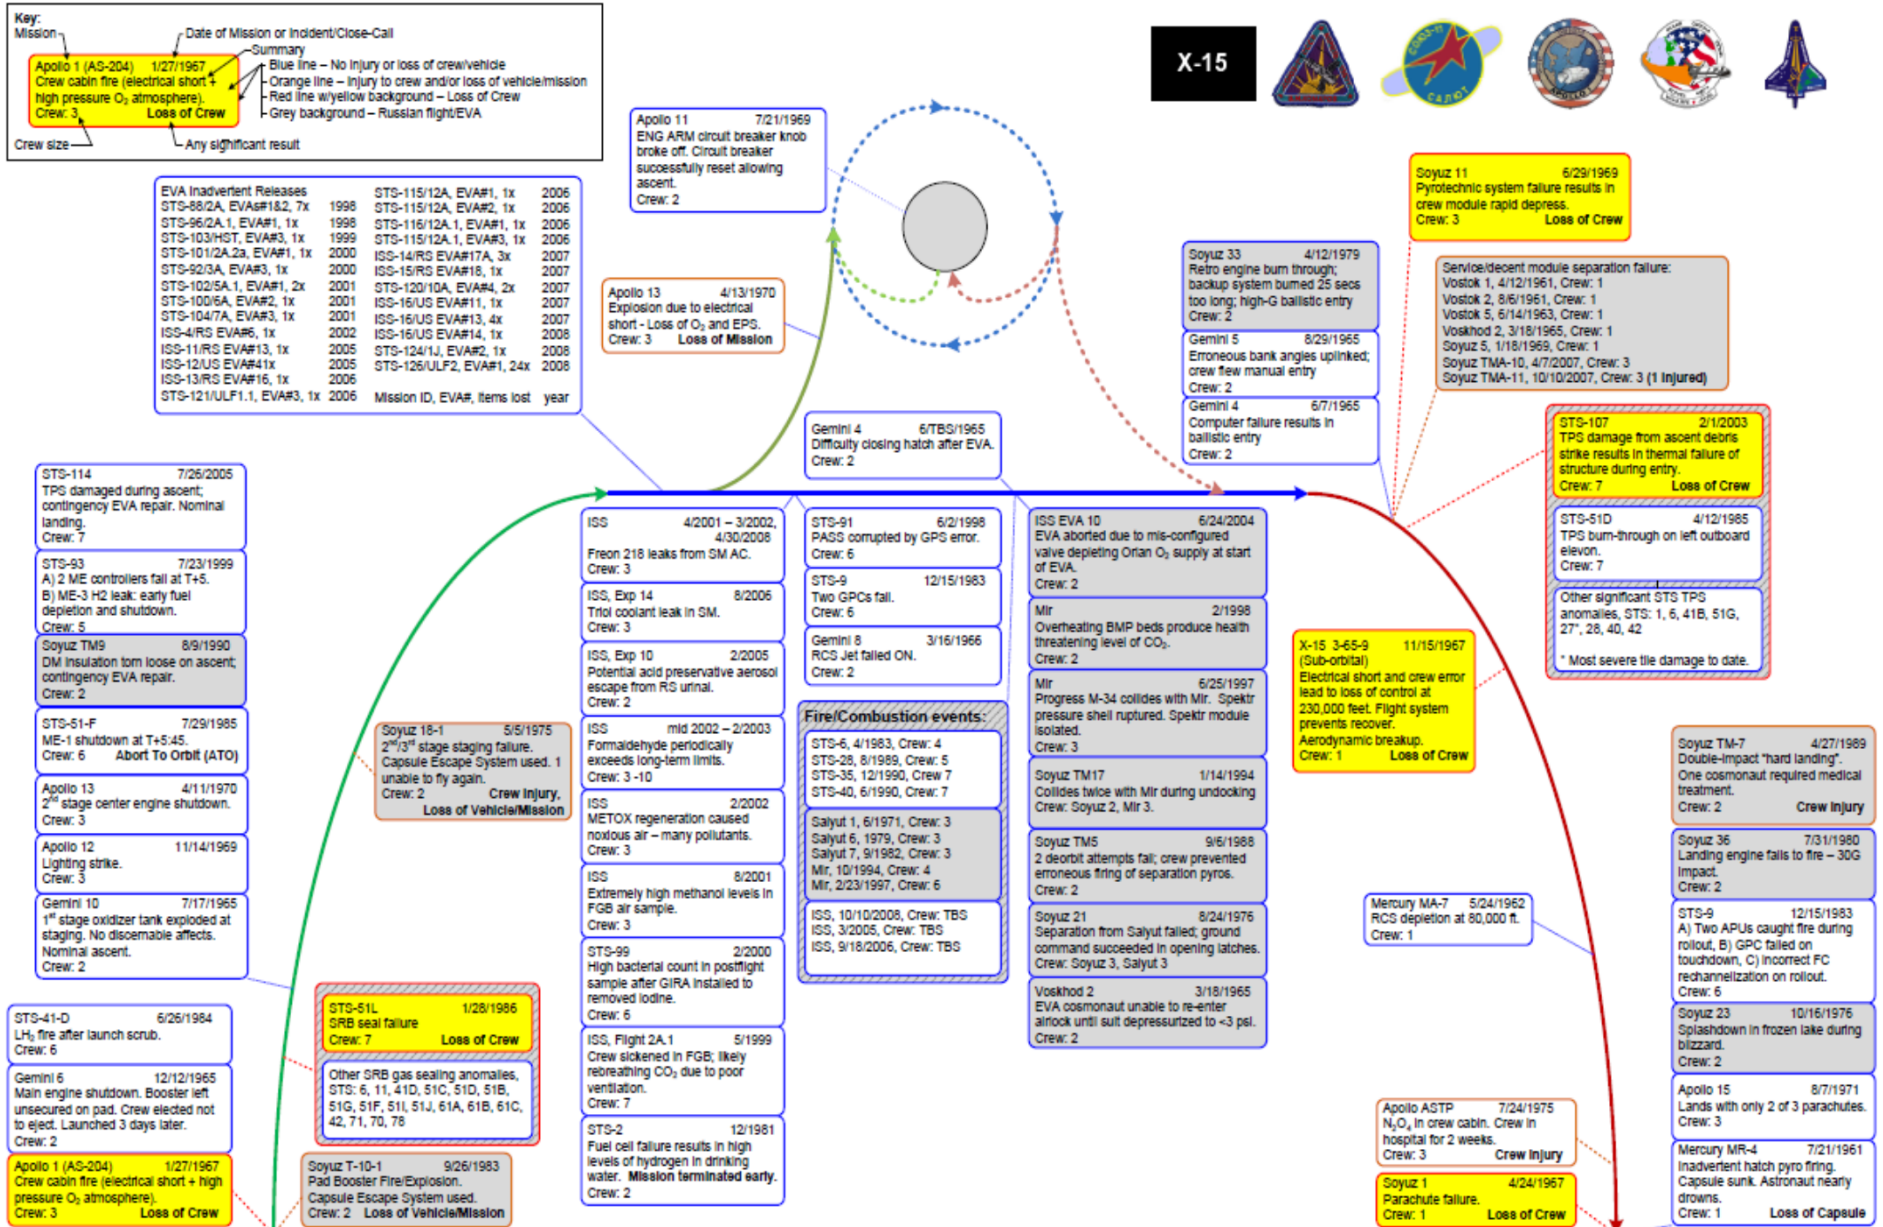 Key:
Mission
Date of Mission or Incident/Close-Call
Summary
Blue line – No injury or loss of crew/vehicle
Orange line – Injury to crew and/or loss of vehicle/mission
Red line w/yellow background – Loss of Crew
Grey background – Russian flight/EVA
Apollo 1 (AS-204) 1/27/1967
Crew cabin fire (electrical short +
high pressure O₂ atmosphere).
Crew: 3 Loss of Crew
Crew size
Any significant result
X-15
СОЮЗ-11
САЛЮТ
APOLLO 1
Apollo 11 7/21/1969
ENG ARM circuit breaker knob
broke off. Circuit breaker
successfully reset allowing
ascent.
Crew: 2
EVA Inadvertent Releases
STS-88/2A, EVAs#1&2, 7x 1998
STS-96/2A.1, EVA#1, 1x 1998
STS-103/HST, EVA#3, 1x 1999
STS-101/2A.2a, EVA#1, 1x 2000
STS-92/3A, EVA#3, 1x 2000
STS-102/5A.1, EVA#1, 2x 2001
STS-100/6A, EVA#2, 1x 2001
STS-104/7A, EVA#3, 1x 2001
ISS-4/RS EVA#6, 1x 2002
ISS-11/RS EVA#13, 1x 2005
ISS-12/US EVA#41x 2005
ISS-13/RS EVA#16, 1x 2006
STS-121/ULF1.1, EVA#3, 1x 2006
STS-115/12A, EVA#1, 1x 2006
STS-115/12A, EVA#2, 1x 2006
STS-116/12A.1, EVA#1, 1x 2006
STS-115/12A.1, EVA#3, 1x 2006
ISS-14/RS EVA#17A, 3x 2007
ISS-15/RS EVA#18, 1x 2007
STS-120/10A, EVA#4, 2x 2007
ISS-16/US EVA#11, 1x 2007
ISS-16/US EVA#13, 4x 2007
ISS-16/US EVA#14, 1x 2008
STS-124/1J, EVA#2, 1x 2008
STS-126/ULF2, EVA#1, 24x 2008
Mission ID, EVA#, Items lost year
Apollo 13 4/13/1970
Explosion due to electrical
short - Loss of O₂ and EPS.
Crew: 3 Loss of Mission
Soyuz 11 6/29/1969
Pyrotechnic system failure results in
crew module rapid depress.
Crew: 3 Loss of Crew
Soyuz 33 4/12/1979
Retro engine burn through;
backup system burned 25 secs
too long; high-G ballistic entry
Crew: 2
Gemini 5 8/29/1965
Erroneous bank angles uplinked;
crew flew manual entry
Crew: 2
Gemini 4 6/7/1965
Computer failure results in
ballistic entry
Crew: 2
Service/decent module separation failure:
Vostok 1, 4/12/1961, Crew: 1
Vostok 2, 8/6/1961, Crew: 1
Vostok 5, 6/14/1963, Crew: 1
Voskhod 2, 3/18/1965, Crew: 1
Soyuz 5, 1/18/1969, Crew: 1
Soyuz TMA-10, 4/7/2007, Crew: 3
Soyuz TMA-11, 10/10/2007, Crew: 3 (1 injured)
STS-107 2/1/2003
TPS damage from ascent debris
strike results in thermal failure of
structure during entry.
Crew: 7 Loss of Crew
STS-51D 4/12/1985
TPS burn-through on left outboard
elevon.
Crew: 7
Other significant STS TPS
anomalies, STS: 1, 6, 41B, 51G,
27*, 28, 40, 42
* Most severe tile damage to date.
Gemini 4 6/TBS/1965
Difficulty closing hatch after EVA.
Crew: 2
STS-114 7/26/2005
TPS damaged during ascent;
contingency EVA repair. Nominal
landing.
Crew: 7
STS-93 7/23/1999
A) 2 ME controllers fail at T+5.
B) ME-3 H2 leak: early fuel
depletion and shutdown.
Crew: 5
Soyuz TM9 8/9/1990
DM insulation torn loose on ascent;
contingency EVA repair.
Crew: 2
STS-51-F 7/29/1985
ME-1 shutdown at T+5:45.
Crew: 6 Abort To Orbit (ATO)
Apollo 13 4/11/1970
2nd stage center engine shutdown.
Crew: 3
Apollo 12 11/14/1969
Lighting strike.
Crew: 3
Gemini 10 7/17/1965
1st stage oxidizer tank exploded at
staging. No discernable affects.
Nominal ascent.
Crew: 2
Soyuz 18-1 5/5/1975
2nd/3rd stage staging failure.
Capsule Escape System used. 1
unable to fly again.
Crew: 2 Crew Injury,
Loss of Vehicle/Mission
STS-41-D 6/26/1984
LH₂ fire after launch scrub.
Crew: 6
Gemini 6 12/12/1965
Main engine shutdown. Booster left
unsecured on pad. Crew elected not
to eject. Launched 3 days later.
Crew: 2
Apollo 1 (AS-204) 1/27/1967
Crew cabin fire (electrical short + high
pressure O₂ atmosphere).
Crew: 3 Loss of Crew
STS-51L 1/28/1986
SRB seal failure
Crew: 7 Loss of Crew
Other SRB gas sealing anomalies,
STS: 6, 11, 41D, 51C, 51D, 51B,
51G, 51F, 51I, 51J, 61A, 61B, 61C,
42, 71, 70, 78
Soyuz T-10-1 9/26/1983
Pad Booster Fire/Explosion.
Capsule Escape System used.
Crew: 2 Loss of Vehicle/Mission
ISS 4/2001 – 3/2002,
4/30/2008
Freon 218 leaks from SM AC.
Crew: 3
ISS, Exp 14 8/2006
Triol coolant leak in SM.
Crew: 3
ISS, Exp 10 2/2005
Potential acid preservative aerosol
escape from RS urinal.
Crew: 2
ISS mid 2002 – 2/2003
Formaldehyde periodically
exceeds long-term limits.
Crew: 3 -10
ISS 2/2002
METOX regeneration caused
noxious air – many pollutants.
Crew: 3
ISS 8/2001
Extremely high methanol levels in
FGB air sample.
Crew: 3
STS-99 2/2000
High bacterial count in postflight
sample after GIRA installed to
removed iodine.
Crew: 6
ISS, Flight 2A.1 5/1999
Crew sickened in FGB; likely
rebreathing CO₂ due to poor
ventilation.
Crew: 7
STS-2 12/1981
Fuel cell failure results in high
levels of hydrogen in drinking
water. Mission terminated early.
Crew: 2
STS-91 6/2/1998
PASS corrupted by GPS error.
Crew: 6
STS-9 12/15/1983
Two GPCs fail.
Crew: 6
Gemini 8 3/16/1966
RCS Jet failed ON.
Crew: 2
Fire/Combustion events:
STS-6, 4/1983, Crew: 4
STS-28, 8/1989, Crew: 5
STS-35, 12/1990, Crew 7
STS-40, 6/1990, Crew: 7
Salyut 1, 6/1971, Crew: 3
Salyut 6, 1979, Crew: 3
Salyut 7, 9/1982, Crew: 3
Mir, 10/1994, Crew: 4
Mir, 2/23/1997, Crew: 6
ISS, 10/10/2008, Crew: TBS
ISS, 3/2005, Crew: TBS
ISS, 9/18/2006, Crew: TBS
ISS EVA 10 6/24/2004
EVA aborted due to mis-configured
valve depleting Orlan O₂ supply at start
of EVA.
Crew: 2
Mir 2/1998
Overheating BMP beds produce health
threatening level of CO₂.
Crew: 2
Mir 6/25/1997
Progress M-34 collides with Mir. Spektr
pressure shell ruptured. Spektr module
isolated.
Crew: 3
Soyuz TM17 1/14/1994
Collides twice with Mir during undocking
Crew: Soyuz 2, Mir 3.
Soyuz TM5 9/6/1988
2 deorbit attempts fail; crew prevented
erroneous firing of separation pyros.
Crew: 2
Soyuz 21 8/24/1976
Separation from Salyut failed; ground
command succeeded in opening latches.
Crew: Soyuz 3, Salyut 3
Voskhod 2 3/18/1965
EVA cosmonaut unable to re-enter
airlock until suit depressurized to <3 psi.
Crew: 2
X-15 3-65-9 11/15/1967
(Sub-orbital)
Electrical short and crew error
lead to loss of control at
230,000 feet. Flight system
prevents recover.
Aerodynamic breakup.
Crew: 1 Loss of Crew
Mercury MA-7 5/24/1962
RCS depletion at 80,000 ft.
Crew: 1
Apollo ASTP 7/24/1975
N₂O₄ in crew cabin. Crew in
hospital for 2 weeks.
Crew: 3 Crew Injury
Soyuz 1 4/24/1967
Parachute failure.
Crew: 1 Loss of Crew
Soyuz TM-7 4/27/1989
Double-impact "hard landing".
One cosmonaut required medical
treatment.
Crew: 2 Crew Injury
Soyuz 36 7/31/1980
Landing engine fails to fire – 30G
impact.
Crew: 2
STS-9 12/15/1983
A) Two APUs caught fire during
rollout, B) GPC failed on
touchdown, C) Incorrect FC
rechannelization on rollout.
Crew: 6
Soyuz 23 10/16/1976
Splashdown in frozen lake during
blizzard.
Crew: 2
Apollo 15 8/7/1971
Lands with only 2 of 3 parachutes.
Crew: 3
Mercury MR-4 7/21/1961
Inadvertent hatch pyro firing.
Capsule sunk. Astronaut nearly
drowns.
Crew: 1 Loss of Capsule